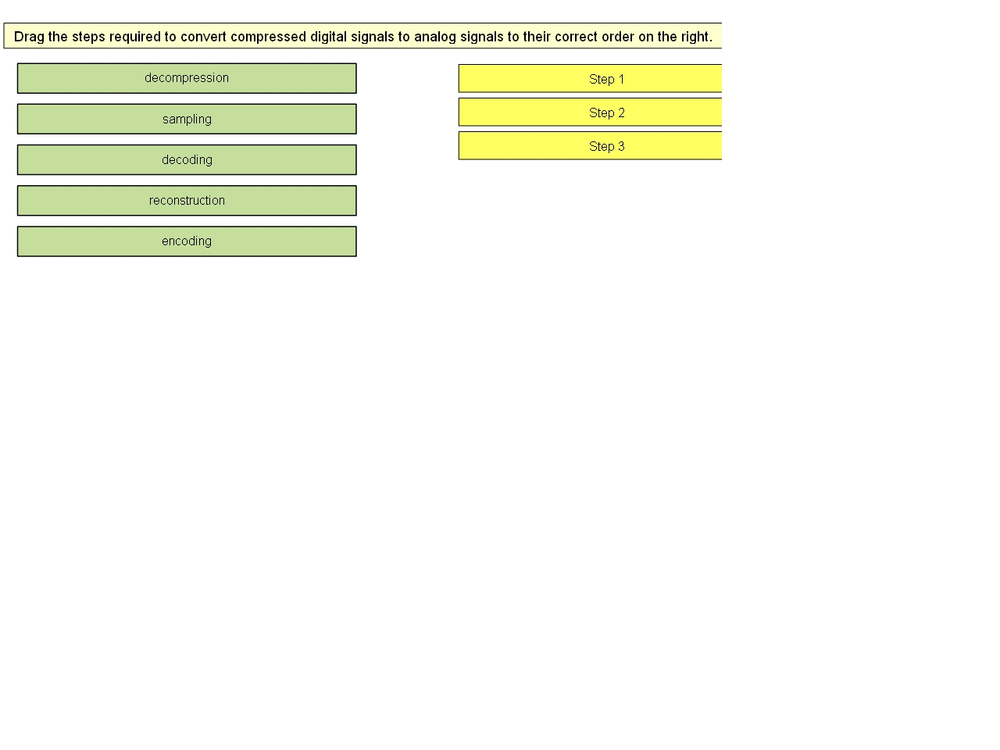 Drag the steps required to convert compressed digital signals to analog signals to their correct order on the right.
decompression
sampling
decoding
reconstruction
encoding
Step 1
Step 2
Step 3